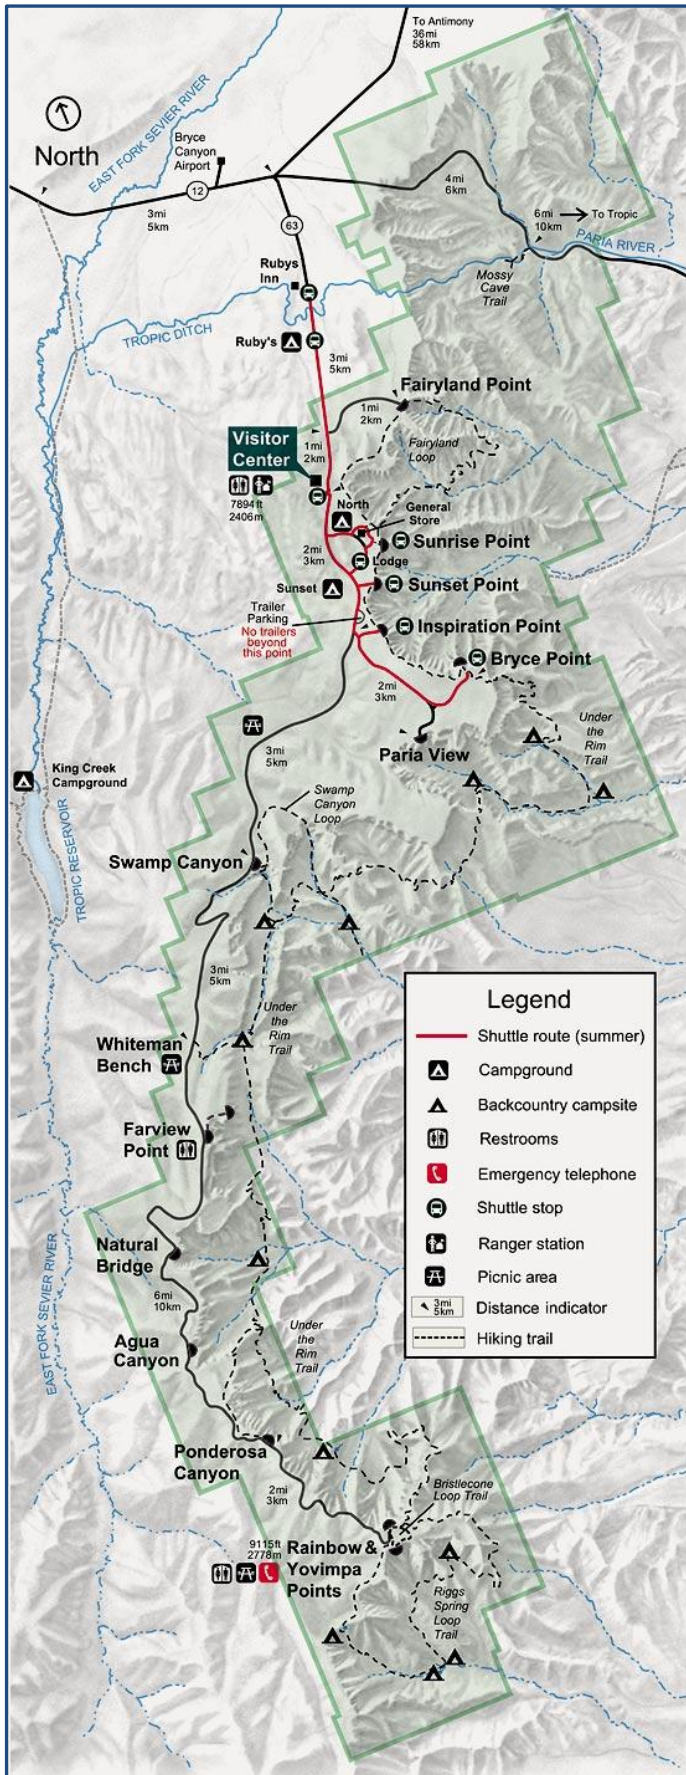 To Antimony
36mi
58km
North
EAST FORK SEVIER RIVER
Bryce
Canyon
Airport
12
3mi
5km
4mi
6km
6mi
10km
To Tropic
PARIA RIVER
63
Mossy
Cave
Trail
Rubys
Inn
TROPIC DITCH
Ruby's
3mi
5km
Fairyland Point
1mi
2km
Fairyland
Loop
Visitor
Center
1mi
2km
7894ft
2406m
North
General
Store
Sunrise Point
2mi
3km
Lodge
Sunset
Sunset Point
Trailer
Parking
No trailers
beyond
this point
Inspiration Point
Bryce Point
2mi
3km
Under
the
Rim
Trail
Paria View
3mi
5km
King Creek
Campground
TROPIC RESERVOIR
Swamp
Canyon
Loop
Swamp Canyon
3mi
5km
Under
the
Rim
Trail
Whiteman
Bench
Farview
Point
Natural
Bridge
EAST FORK SEVIER RIVER
6mi
10km
Agua
Canyon
Under
the
Rim
Trail
Ponderosa
Canyon
2mi
3km
Bristlecone
Loop Trail
9115ft
2778m
Rainbow &
Yovimpa
Points
Riggs
Spring
Loop
Trail
Legend
Shuttle route (summer)
Campground
Backcountry campsite
Restrooms
Emergency telephone
Shuttle stop
Ranger station
Picnic area
3mi
5km
Distance indicator
Hiking trail